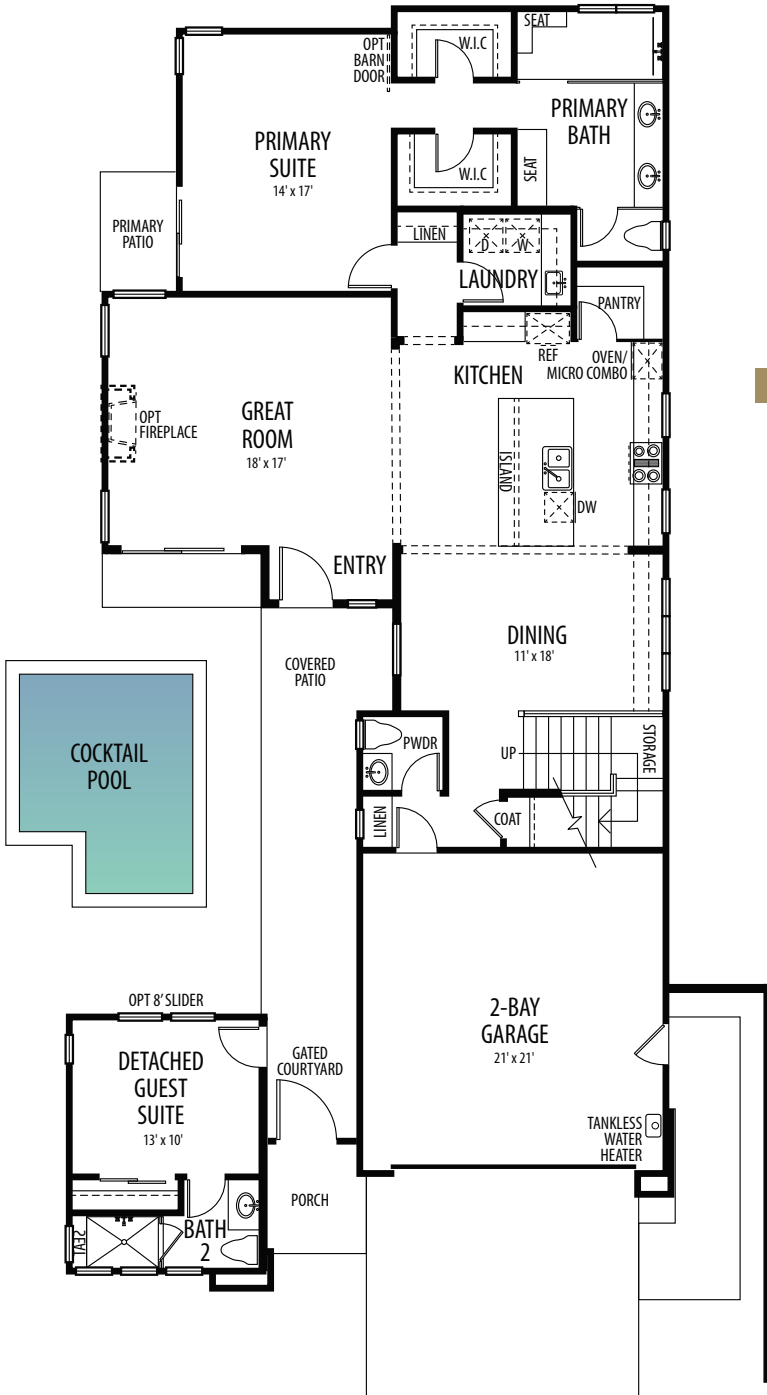 SEAT
W.I.C
OPT
BARN
DOOR
PRIMARY
BATH
PRIMARY
SUITE
14' x 17'
W.I.C
SEAT
PRIMARY
PATIO
LINEN
D
W
LAUNDRY
PANTRY
REF
OVEN/
MICRO COMBO
KITCHEN
GREAT
ROOM
18' x 17'
OPT
FIREPLACE
ISLAND
DW
ENTRY
DINING
11' x 18'
COVERED
PATIO
COCKTAIL
POOL
PWDR
UP
STORAGE
LINEN
COAT
OPT 8' SLIDER
2-BAY
GARAGE
21' x 21'
GATED
COURTYARD
DETACHED
GUEST
SUITE
13' x 10'
TANKLESS
WATER
HEATER
PORCH
SEAT
BATH
2